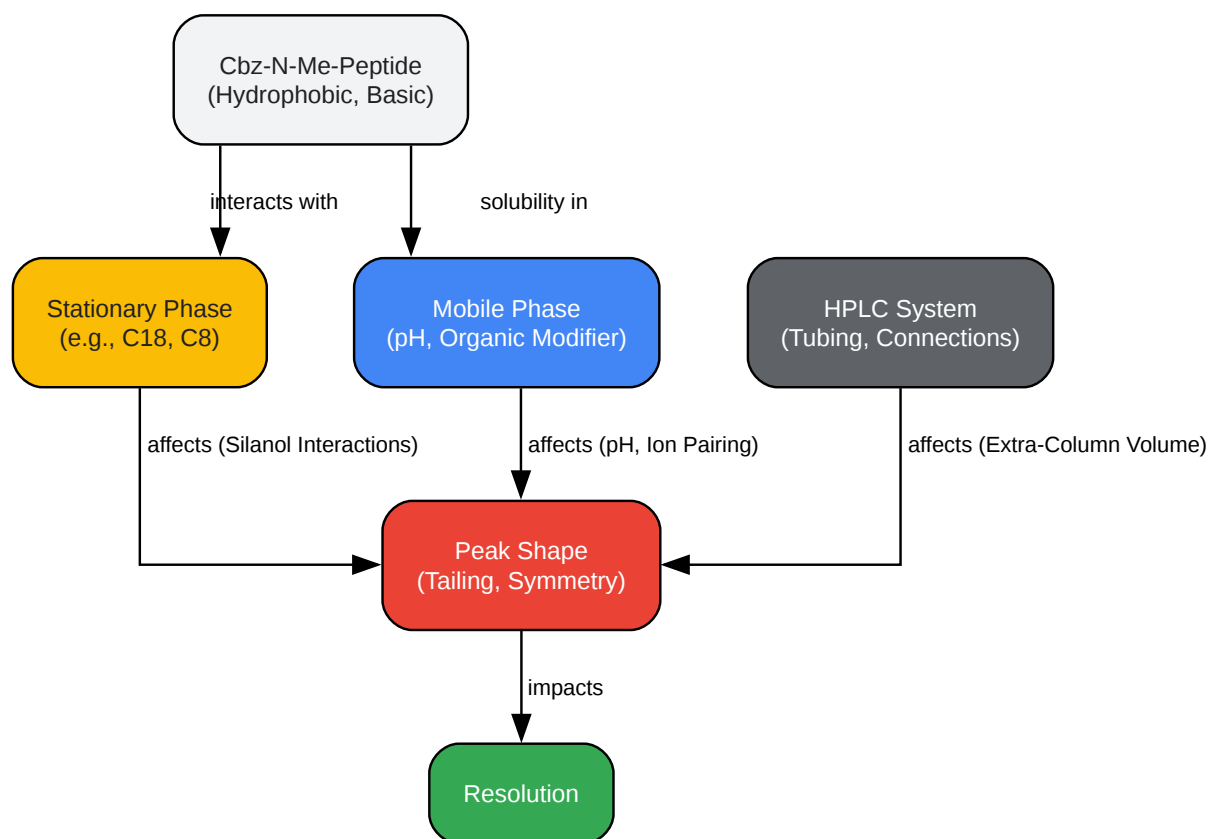 Cbz-N-Me-Peptide
(Hydrophobic, Basic)
interacts with
solubility in
Stationary Phase
(e.g., C18, C8)
Mobile Phase
(pH, Organic Modifier)
HPLC System
(Tubing, Connections)
affects (Silanol Interactions)
affects (pH, Ion Pairing)
affects (Extra-Column Volume)
Peak Shape
(Tailing, Symmetry)
impacts
Resolution